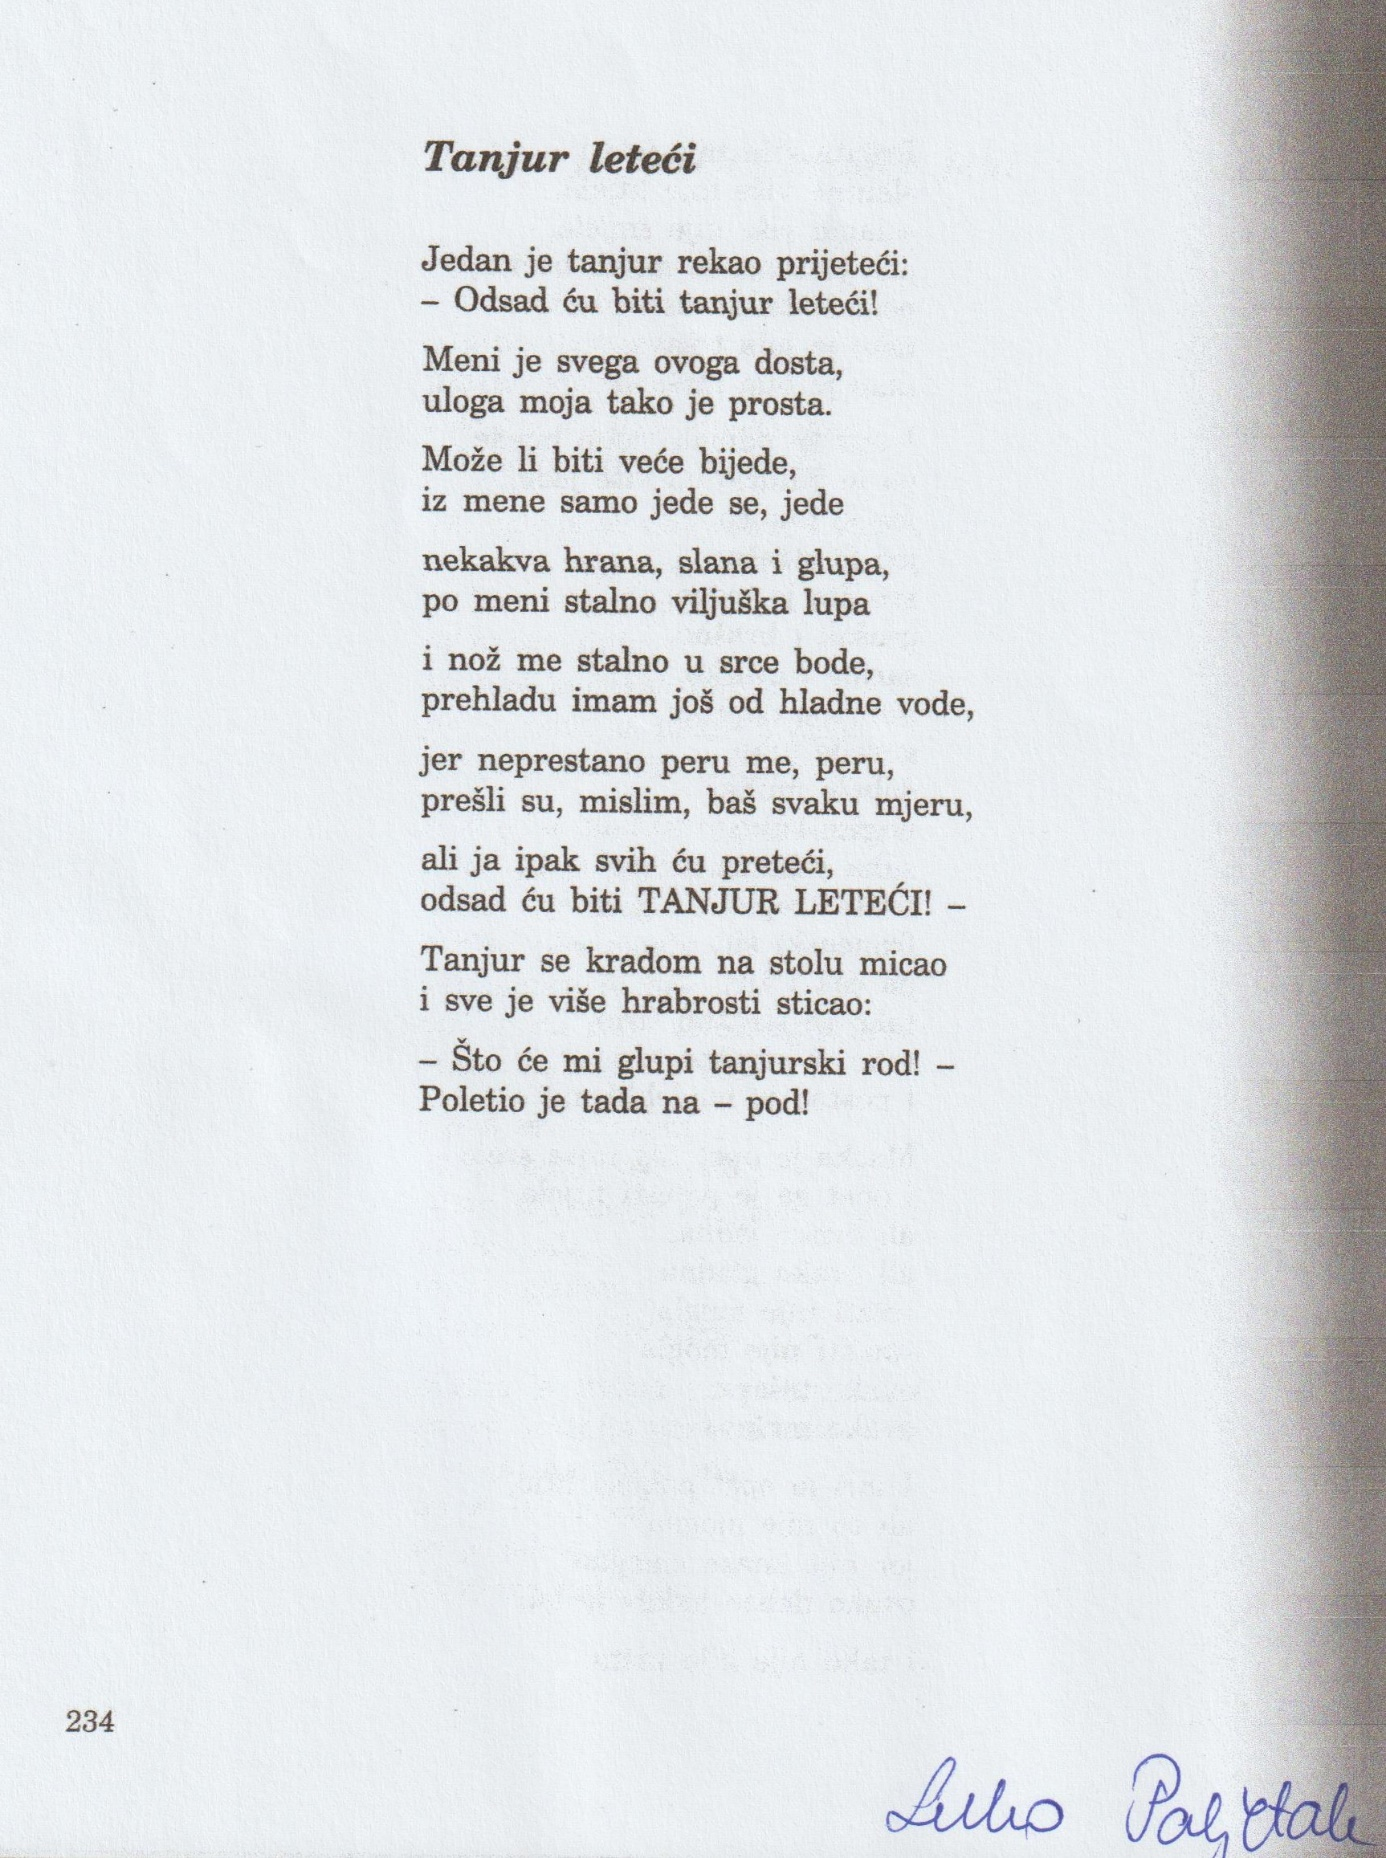 Tanjur leteći
Jedan je tanjur rekao prijeteći:
– Odsad ću biti tanjur leteći!
Meni je svega ovoga dosta,
uloga moja tako je prosta.
Može li biti veće bijede,
iz mene samo jede se, jede
nekakva hrana, slana i glupa,
po meni stalno viljuška lupa
i nož me stalno u srce bode,
prehladu imam još od hladne vode,
jer neprestano peru me, peru,
prešli su, mislim, baš svaku mjeru,
ali ja ipak svih ću preteći,
odsad ću biti TANJUR LETEĆI! –
Tanjur se kradom na stolu micao
i sve je više hrabrosti sticao:
– Što će mi glupi tanjurski rod! –
Poletio je tada na – pod!
234
Luko Paljetak